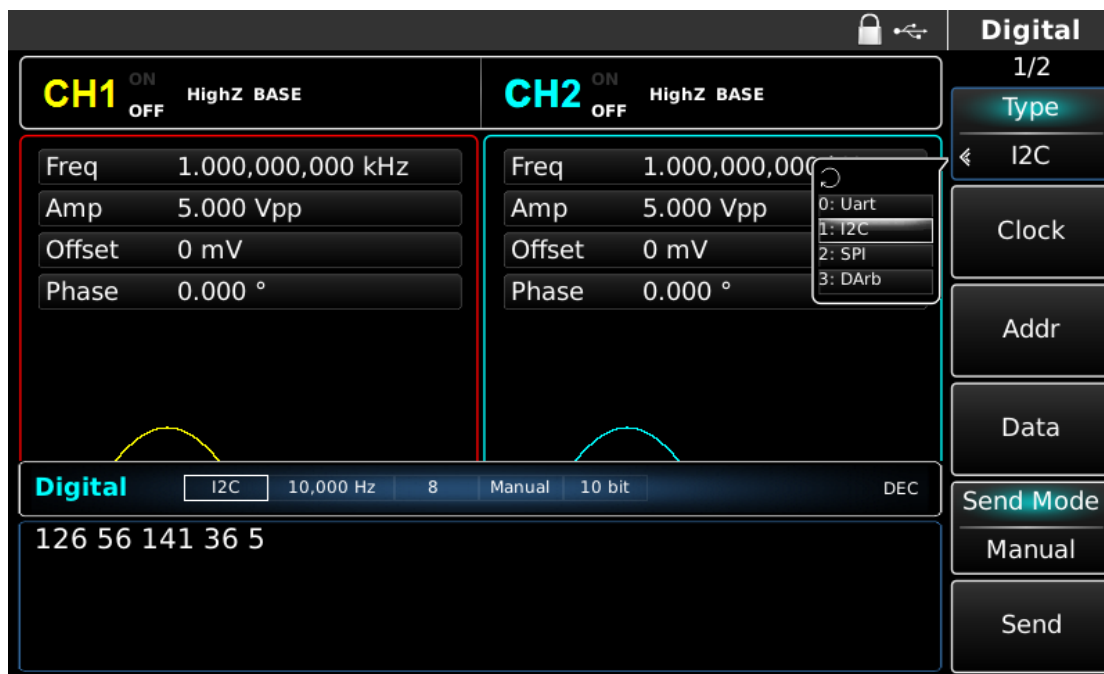 Digital
1/2
CH1 ON OFF HighZ BASE
CH2 ON OFF HighZ BASE
Type
I2C
Freq 1.000,000,000 kHz
Amp 5.000 Vpp
Offset 0 mV
Phase 0.000 °
Freq 1.000,000,000
Amp 5.000 Vpp
Offset 0 mV
Phase 0.000 °
0: Uart
1: I2C
2: SPI
3: DArb
Clock
Addr
Data
Digital I2C 10,000 Hz 8 Manual 10 bit DEC
126 56 141 36 5
Send Mode
Manual
Send